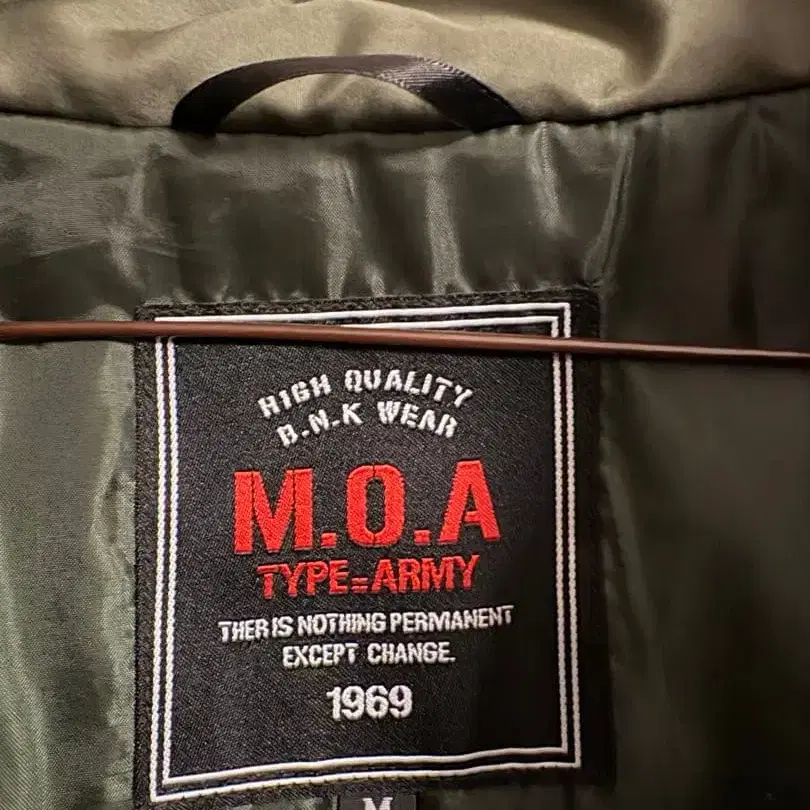 HIGH QUALITY
B.N.K WEAR
M.O.A
TYPE=ARMY
THER IS NOTHING PERMANENT
EXCEPT CHANGE.
1969
M